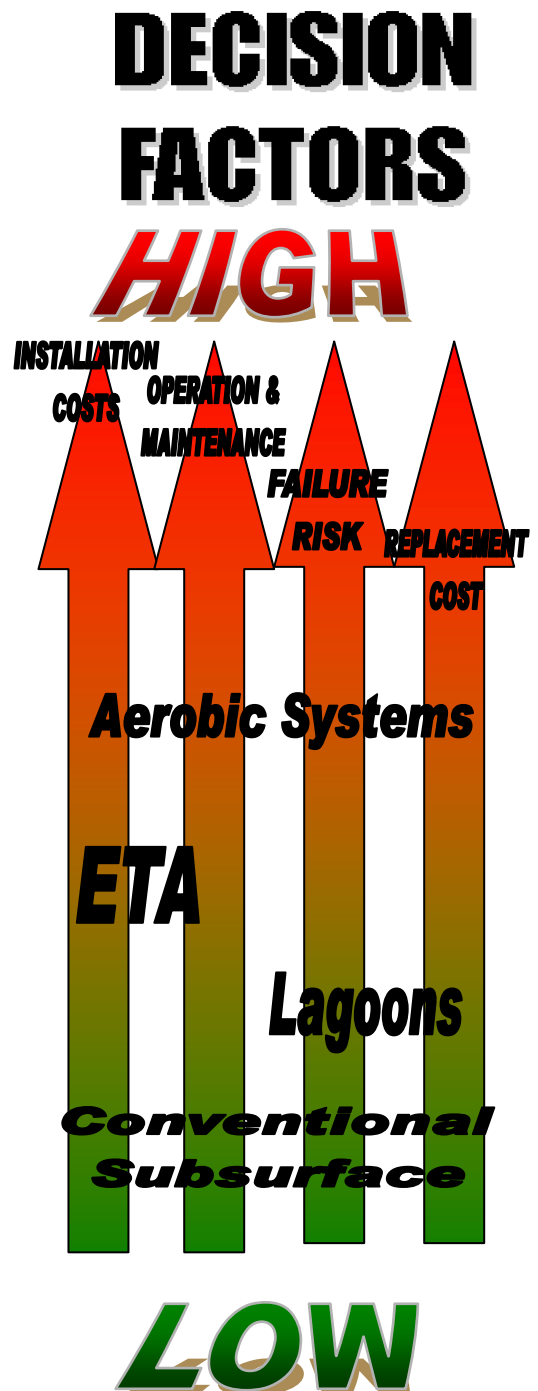 DECISION
FACTORS
HIGH
INSTALLATION
COSTS
OPERATION &
MAINTENANCE
FAILURE
RISK
REPLACEMENT
COST
Aerobic Systems
ETA
Lagoons
Conventional
Subsurface
LOW